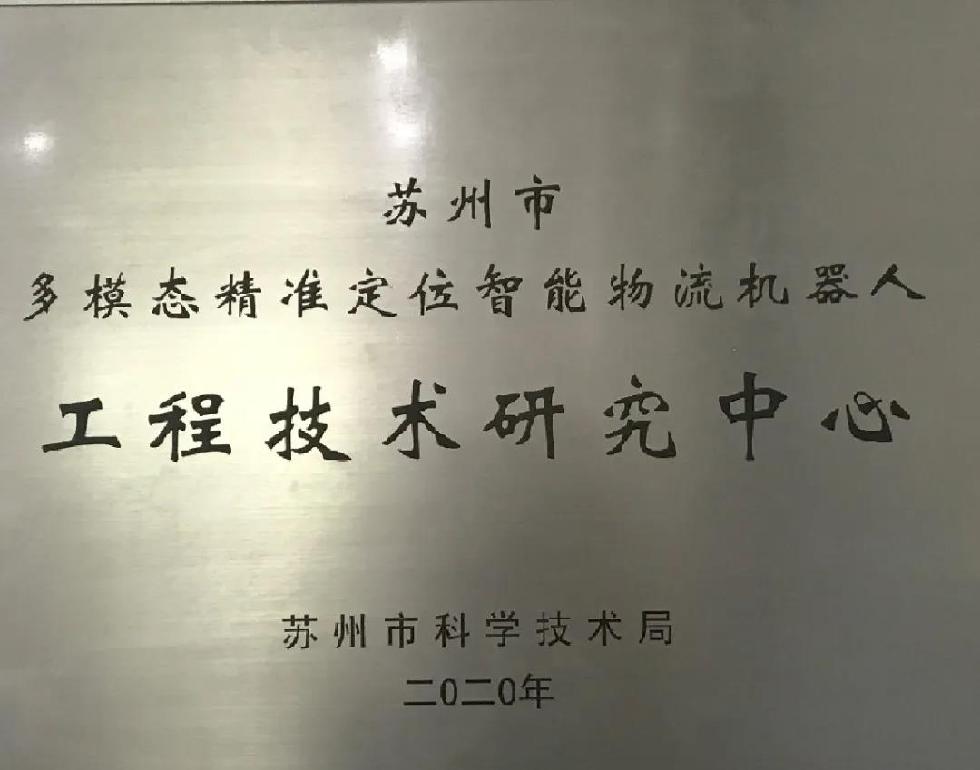 苏州市
多模态精准定位智能物流机器人
工程技术研究中心
苏州市科学技术局
二0二0年